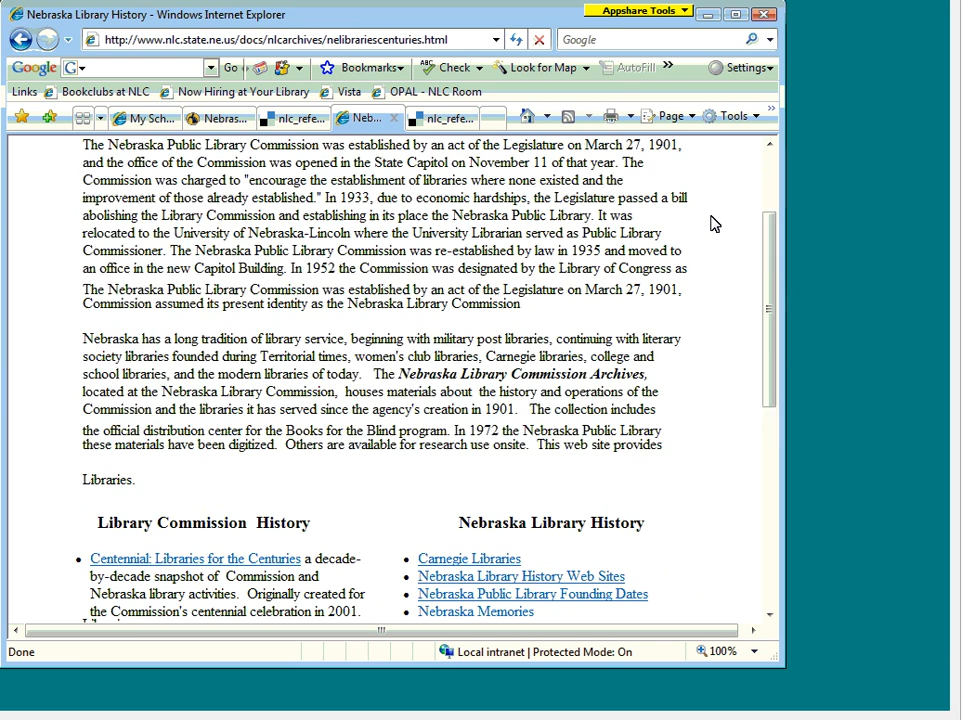 Nebraska Library History - Windows Internet Explorer
Appshare Tools
http://www.nlc.state.ne.us/docs/nlcarchives/nelibrariescenturies.html
Google
Google
Go
Bookmarks
Check
Look for Map
AutoFill
Settings
Links Bookclubs at NLC Now Hiring at Your Library Vista OPAL - NLC Room
My Sch... Nebras... nlc_refe... Neb... nlc_refe...
Page Tools
The Nebraska Public Library Commission was established by an act of the Legislature on March 27, 1901,
and the office of the Commission was opened in the State Capitol on November 11 of that year. The
Commission was charged to "encourage the establishment of libraries where none existed and the
improvement of those already established." In 1933, due to economic hardships, the Legislature passed a bill
abolishing the Library Commission and establishing in its place the Nebraska Public Library. It was
relocated to the University of Nebraska-Lincoln where the University Librarian served as Public Library
Commissioner. The Nebraska Public Library Commission was re-established by law in 1935 and moved to
an office in the new Capitol Building. In 1952 the Commission was designated by the Library of Congress as
The Nebraska Public Library Commission was established by an act of the Legislature on March 27, 1901,
Commission assumed its present identity as the Nebraska Library Commission
Nebraska has a long tradition of library service, beginning with military post libraries, continuing with literary
society libraries founded during Territorial times, women's club libraries, Carnegie libraries, college and
school libraries, and the modern libraries of today. The Nebraska Library Commission Archives,
located at the Nebraska Library Commission, houses materials about the history and operations of the
Commission and the libraries it has served since the agency's creation in 1901. The collection includes
the official distribution center for the Books for the Blind program. In 1972 the Nebraska Public Library
these materials have been digitized. Others are available for research use onsite. This web site provides
Libraries.
Library Commission History
• Centennial: Libraries for the Centuries a decade-
by-decade snapshot of Commission and
Nebraska library activities. Originally created for
the Commission's centennial celebration in 2001.
Nebraska Library History
• Carnegie Libraries
• Nebraska Library History Web Sites
• Nebraska Public Library Founding Dates
• Nebraska Memories
Done
Local intranet | Protected Mode: On
100%